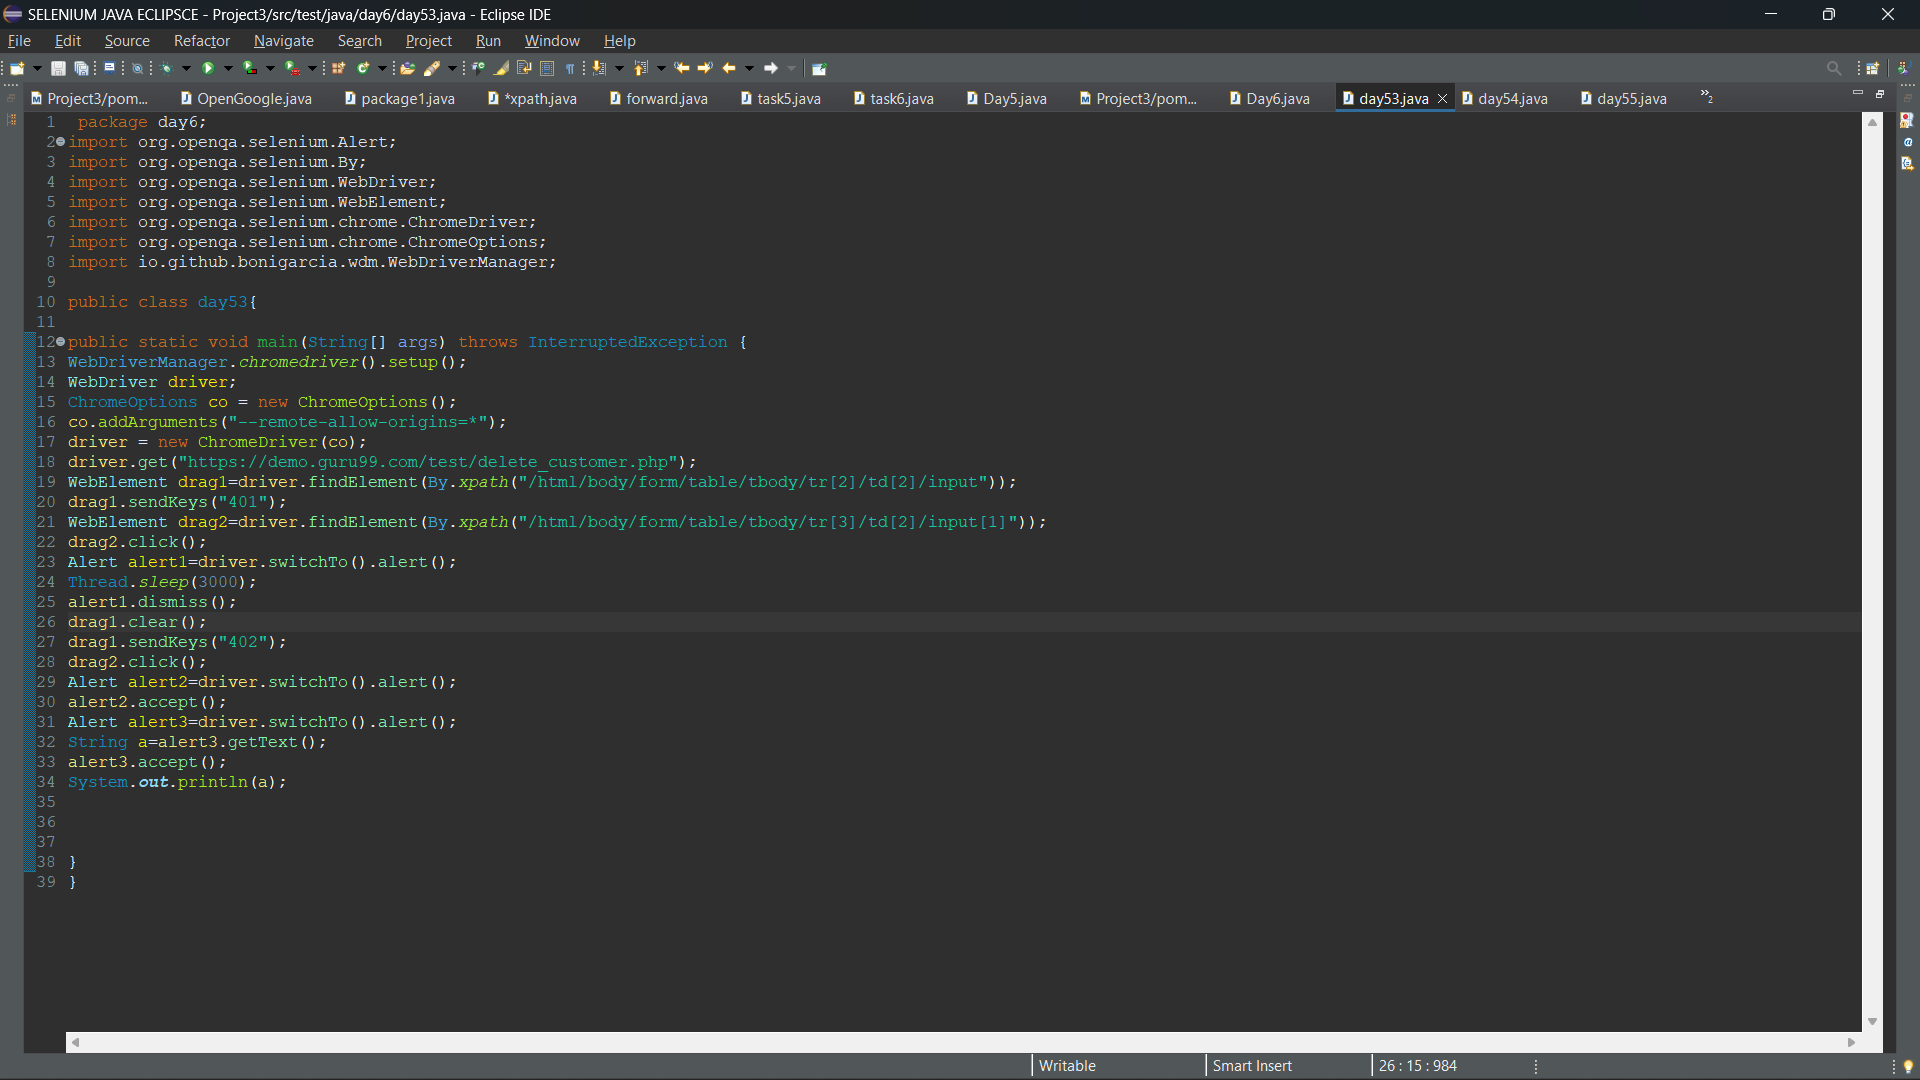 SELENIUM JAVA ECLIPSCE - Project3/src/test/java/day6/day53.java - Eclipse IDE
File Edit Source Refactor Navigate Search Project Run Window Help
Project3/pom... OpenGoogle.java package1.java *xpath.java forward.java task5.java task6.java Day5.java Project3/pom... Day6.java day53.java day54.java day55.java »2
1 package day6;
2 import org.openqa.selenium.Alert;
3 import org.openqa.selenium.By;
4 import org.openqa.selenium.WebDriver;
5 import org.openqa.selenium.WebElement;
6 import org.openqa.selenium.chrome.ChromeDriver;
7 import org.openqa.selenium.chrome.ChromeOptions;
8 import io.github.bonigarcia.wdm.WebDriverManager;
9
10 public class day53{
11
12 public static void main(String[] args) throws InterruptedException {
13 WebDriverManager.chromedriver().setup();
14 WebDriver driver;
15 ChromeOptions co = new ChromeOptions();
16 co.addArguments("--remote-allow-origins=*");
17 driver = new ChromeDriver(co);
18 driver.get("https://demo.guru99.com/test/delete_customer.php");
19 WebElement drag1=driver.findElement(By.xpath("/html/body/form/table/tbody/tr[2]/td[2]/input"));
20 drag1.sendKeys("401");
21 WebElement drag2=driver.findElement(By.xpath("/html/body/form/table/tbody/tr[3]/td[2]/input[1]"));
22 drag2.click();
23 Alert alert1=driver.switchTo().alert();
24 Thread.sleep(3000);
25 alert1.dismiss();
26 drag1.clear();
27 drag1.sendKeys("402");
28 drag2.click();
29 Alert alert2=driver.switchTo().alert();
30 alert2.accept();
31 Alert alert3=driver.switchTo().alert();
32 String a=alert3.getText();
33 alert3.accept();
34 System.out.println(a);
35
36
37
38 }
39 }
Writable Smart Insert 26 : 15 : 984